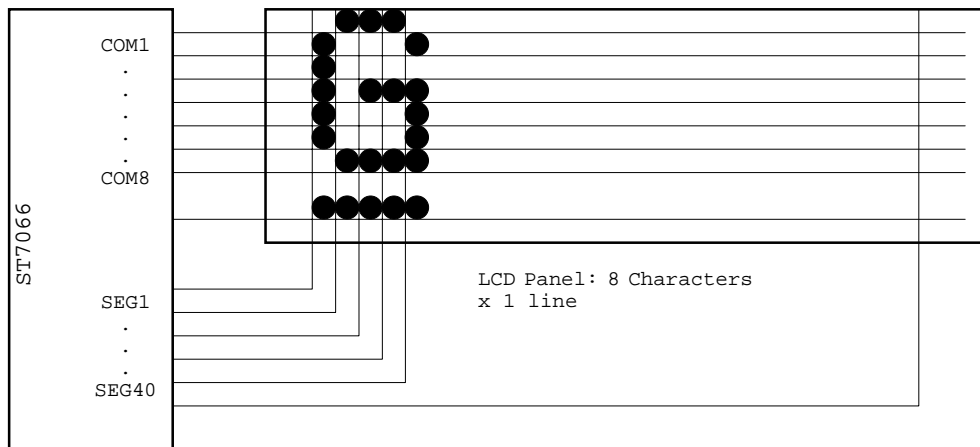 COM1
.
.
.
.
.
COM8
ST7066
SEG1
.
.
.
SEG40
LCD Panel: 8 Characters
x 1 line